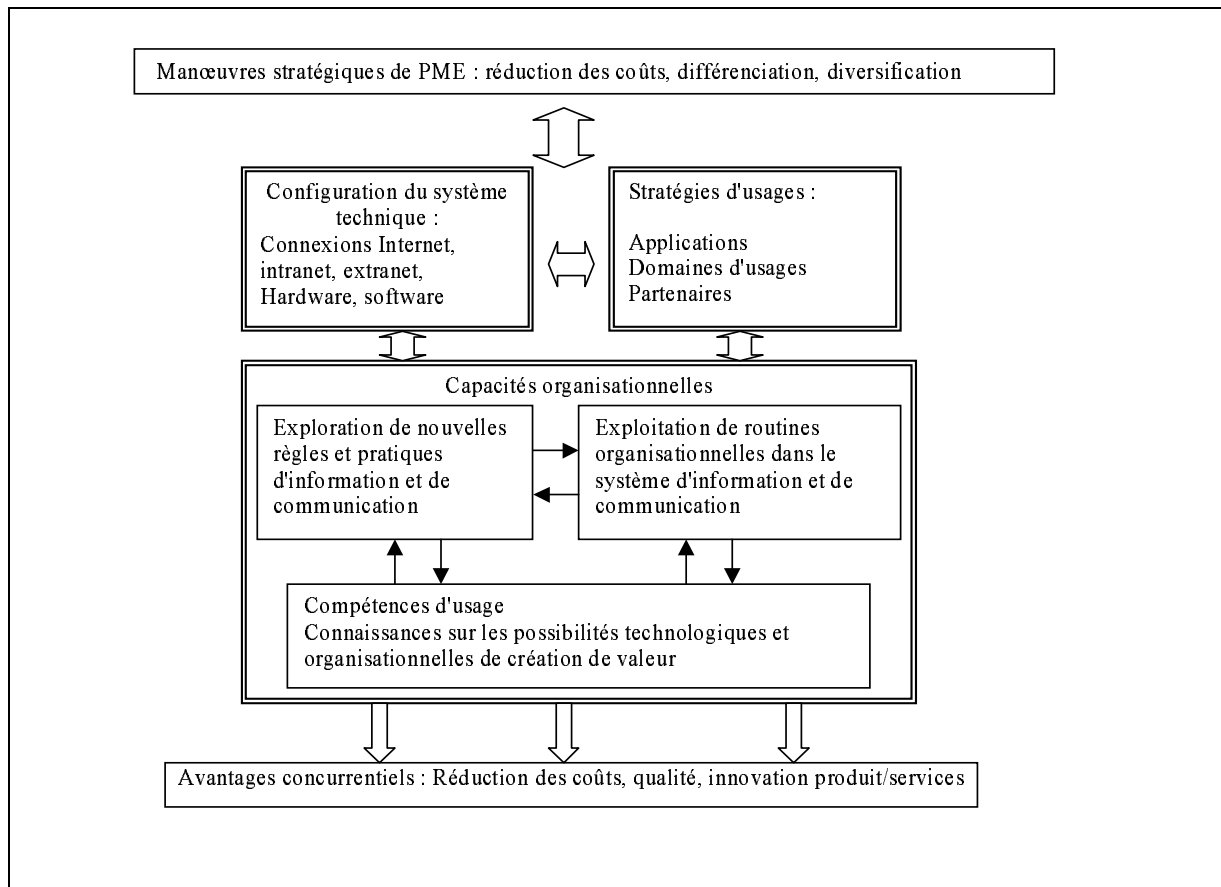 Manœuvres stratégiques de PME : réduction des coûts, différenciation, diversification
Configuration du système
technique :
Connexions Internet,
intranet, extranet,
Hardware, software
Stratégies d'usages :
Applications
Domaines d'usages
Partenaires
Capacités organisationnelles
Exploration de nouvelles
règles et pratiques
d'information et de
communication
Exploitation de routines
organisationnelles dans le
système d'information et de
communication
Compétences d'usage
Connaissances sur les possibilités technologiques et
organisationnelles de création de valeur
Avantages concurrentiels : Réduction des coûts, qualité, innovation produit/services